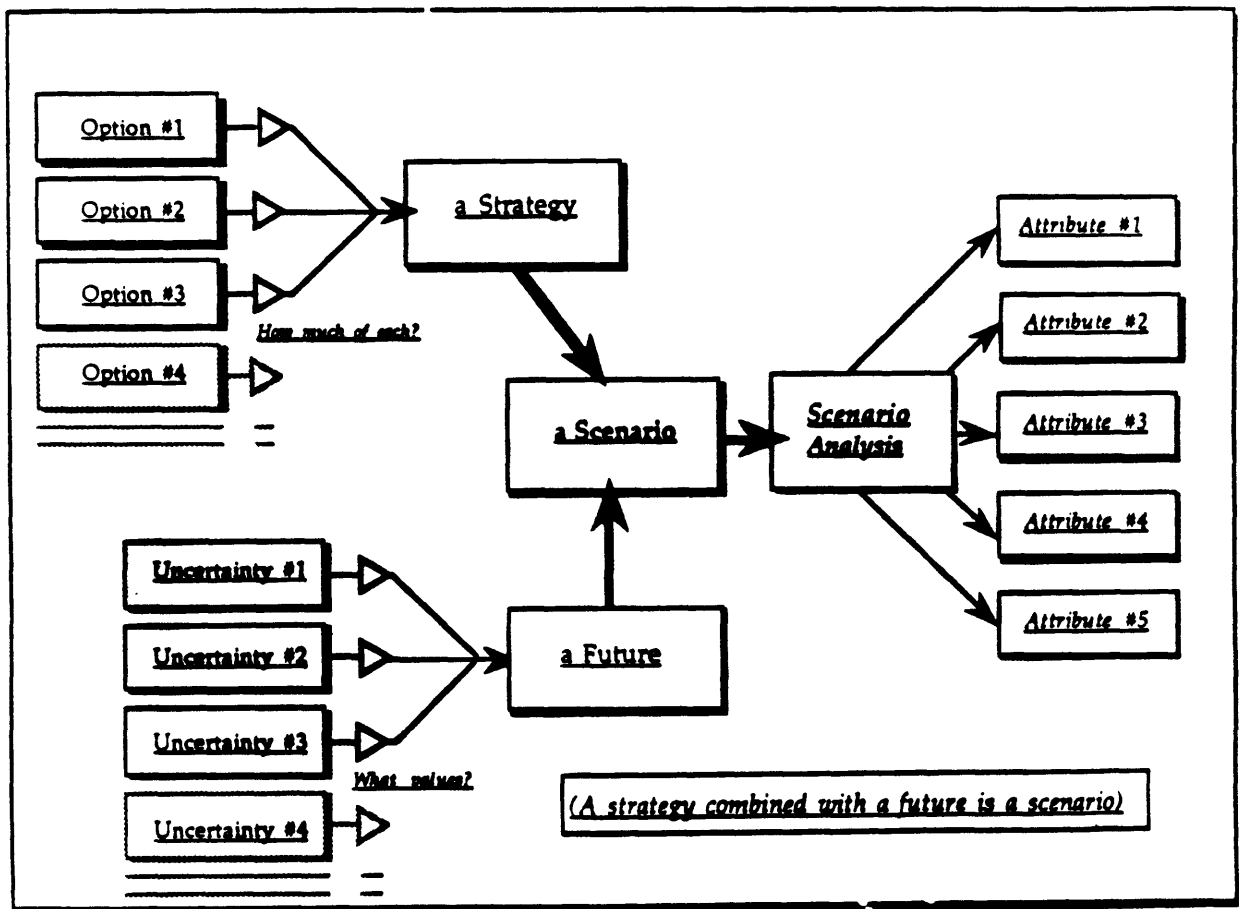 Option #1
Option #2
Option #3
How much of each?
Option #4
a Strategy
a Scenario
Scenario
Analysis
Attribute #1
Attribute #2
Attribute #3
Attribute #4
Attribute #5
Uncertainty #1
Uncertainty #2
Uncertainty #3
What values?
Uncertainty #4
a Future
(A strategy combined with a future is a scenario)